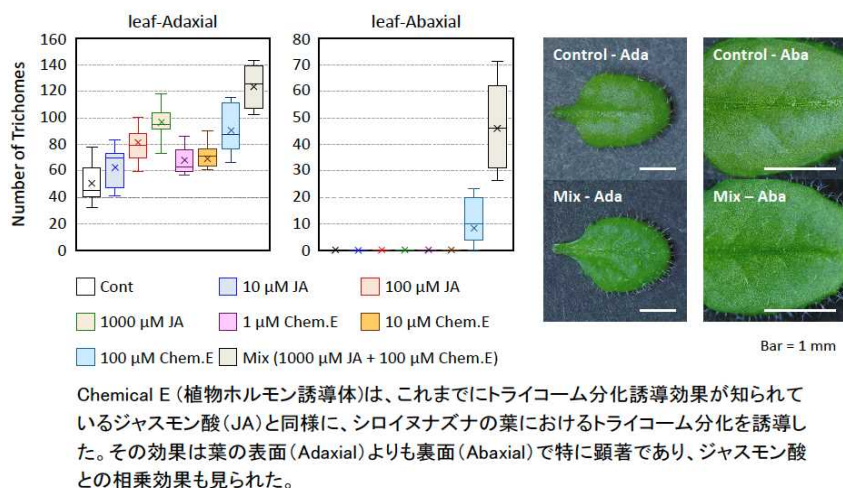 leaf-Adaxial
leaf-Abaxial
Number of Trichomes
160
140
120
100
80
60
40
20
0
80
70
60
50
40
30
20
10
0
Control - Ada
Control - Aba
Mix - Ada
Mix – Aba
Cont
10 μM JA
100 μM JA
1000 μM JA
1 μM Chem.E
10 μM Chem.E
100 μM Chem.E
Mix (1000 μM JA + 100 μM Chem.E)
Bar = 1 mm
Chemical E (植物ホルモン誘導体)は、これまでにトライコーム分化誘導効果が知られて
いるジャスモン酸(JA)と同様に、シロイヌナズナの葉におけるトライコーム分化を誘導し
た。その効果は葉の表面(Adaxial)よりも裏面(Abaxial)で特に顕著であり、ジャスモン酸
との相乗効果も見られた。